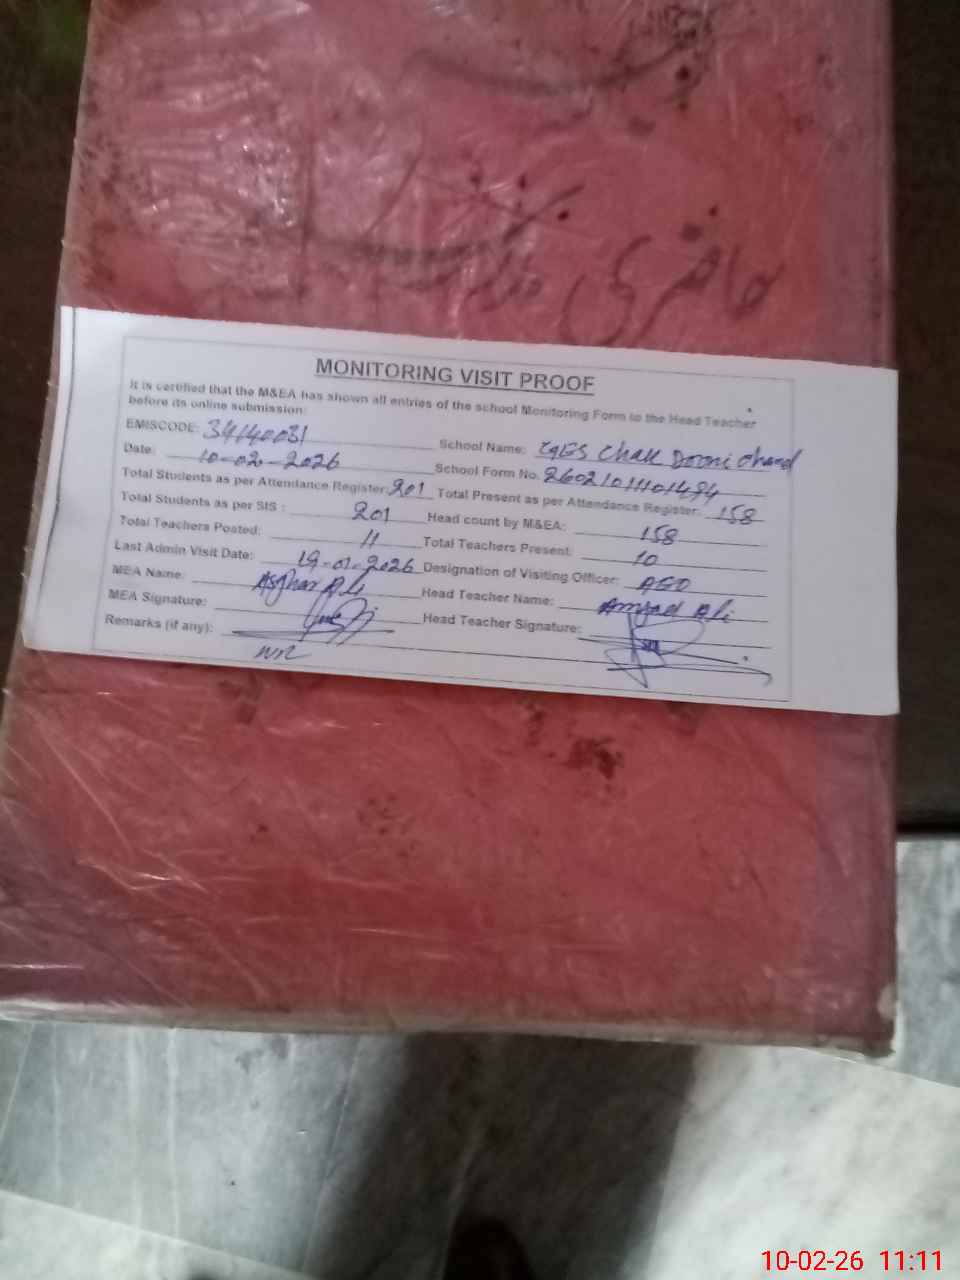 حاضری
MONITORING VISIT PROOF
It is certified that the M&EA has shown all entries of the school Monitoring Form to the Head Teacher
before its online submission:
EMISCODE: 34140031 School Name: Chak Dooni Chand
Date: 10-02-2026 School Form No.
Total Students as per Attendance Register: 201 Total Present as per Attendance Register: 158
Total Students as per SIS : 201 Head count by M&EA: 158
Total Teachers Posted: 11 Total Teachers Present: 10
Last Admin Visit Date: 19-01-2026 Designation of Visiting Officer: AEO
MEA Name: Asghar Ali Head Teacher Name: Amjad Ali
MEA Signature: Head Teacher Signature:
Remarks (if any):
10-02-26 11:11